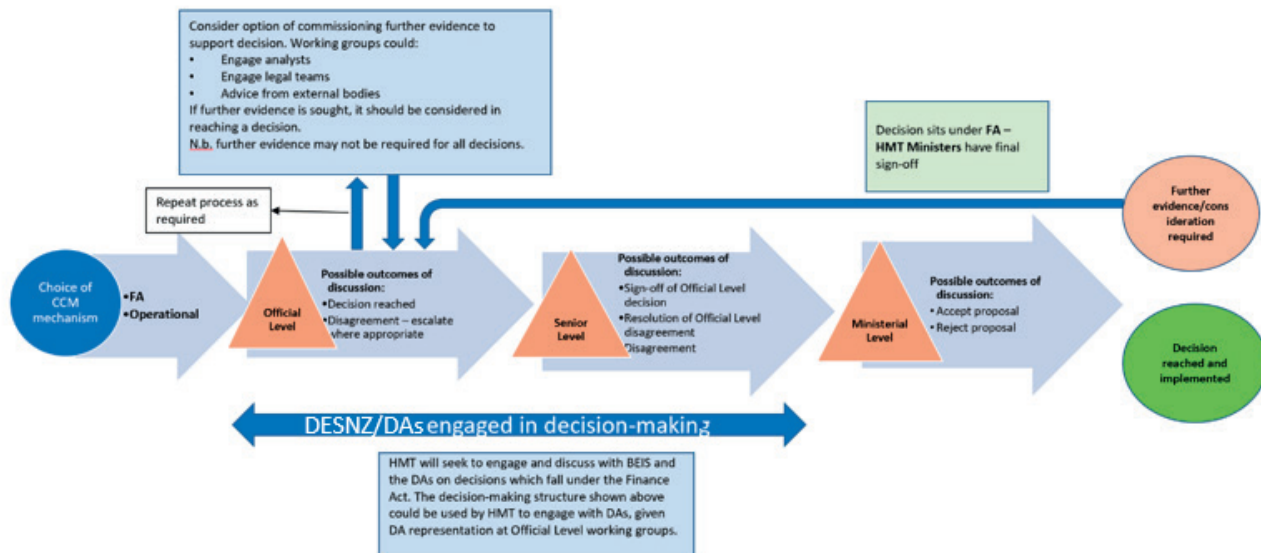 Consider option of commissioning further evidence to
support decision. Working groups could:
• Engage analysts
• Engage legal teams
• Advice from external bodies
If further evidence is sought, it should be considered in
reaching a decision.
N.b, further evidence may not be required for all decisions.
Decision sits under FA –
HMT Ministers have final
sign-off
Repeat process as
required
Further
evidence/cons
ideration
required
Choice of
CCM
mechanism
•FA
•Operational
Official
Level
Possible outcomes of
discussion:
•Decision reached
•Disagreement – escalate
where appropriate
Senior
Level
Possible outcomes of
discussion:
•Sign-off of Official Level
decision
•Resolution of Official Level
disagreement
Disagreement
Ministerial
Level
Possible outcomes of
discussion:
• Accept proposal
• Reject proposal
Decision
reached and
implemented
DESNZ/DAs engaged in decision-making
HMT will seek to engage and discuss with BEIS and
the DAs on decisions which fall under the Finance
Act. The decision-making structure shown above
could be used by HMT to engage with DAs, given
DA representation at Official Level working groups.